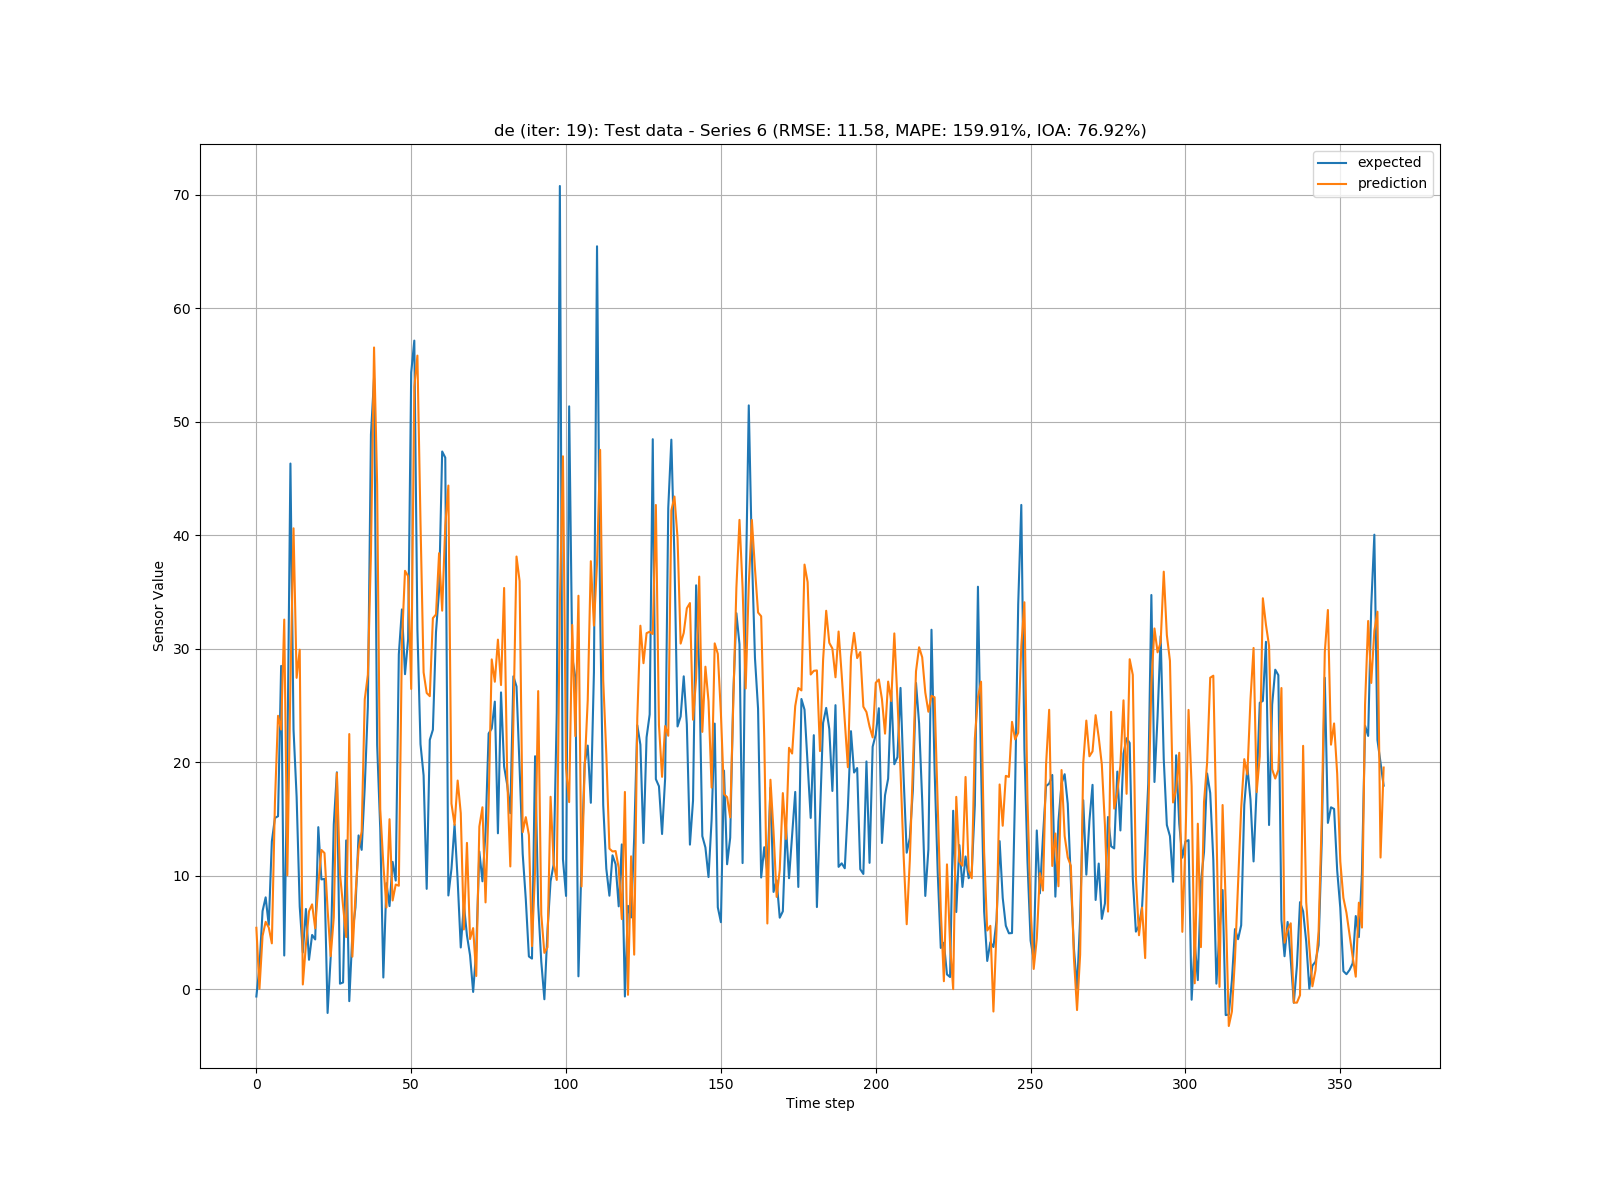 de (iter: 19): Test data - Series 6 (RMSE: 11.58, MAPE: 159.91%, IOA: 76.92%)
expected
prediction
70
60
50
40
30
20
10
0
Sensor Value
0 50 100 150 200 250 300 350
Time step